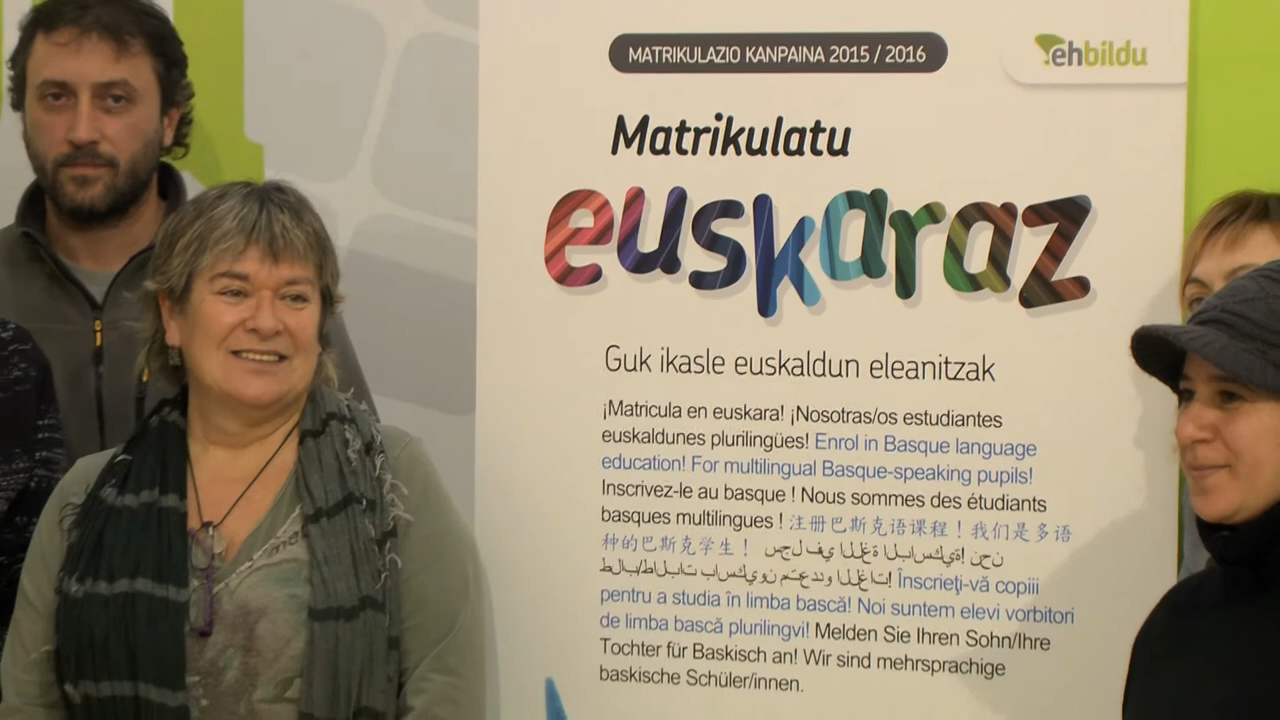 MATRIKULAZIO KANPAINA 2015 / 2016
ehbildu
Matrikulatu
euskaraz
Guk ikasle euskaldun eleanitzak
¡Matricula en euskara! ¡Nosotras/os estudiantes
euskaldunes plurilingües! Enrol in Basque language
education! For multilingual Basque-speaking pupils!
Inscrivez-le au basque ! Nous sommes des étudiants
basques multilingues ! 注册巴斯克语课程！我们是多语
种的巴斯克学生！ سجل في اللغة الباسكية! نحن
طلاب/طالبات باسكيون متعددو اللغات! Înscrieţi-vă copiii
pentru a studia în limba bască! Noi suntem elevi vorbitori
de limba bască plurilingvi! Melden Sie Ihren Sohn/Ihre
Tochter für Baskisch an! Wir sind mehrsprachige
baskische Schüler/innen.